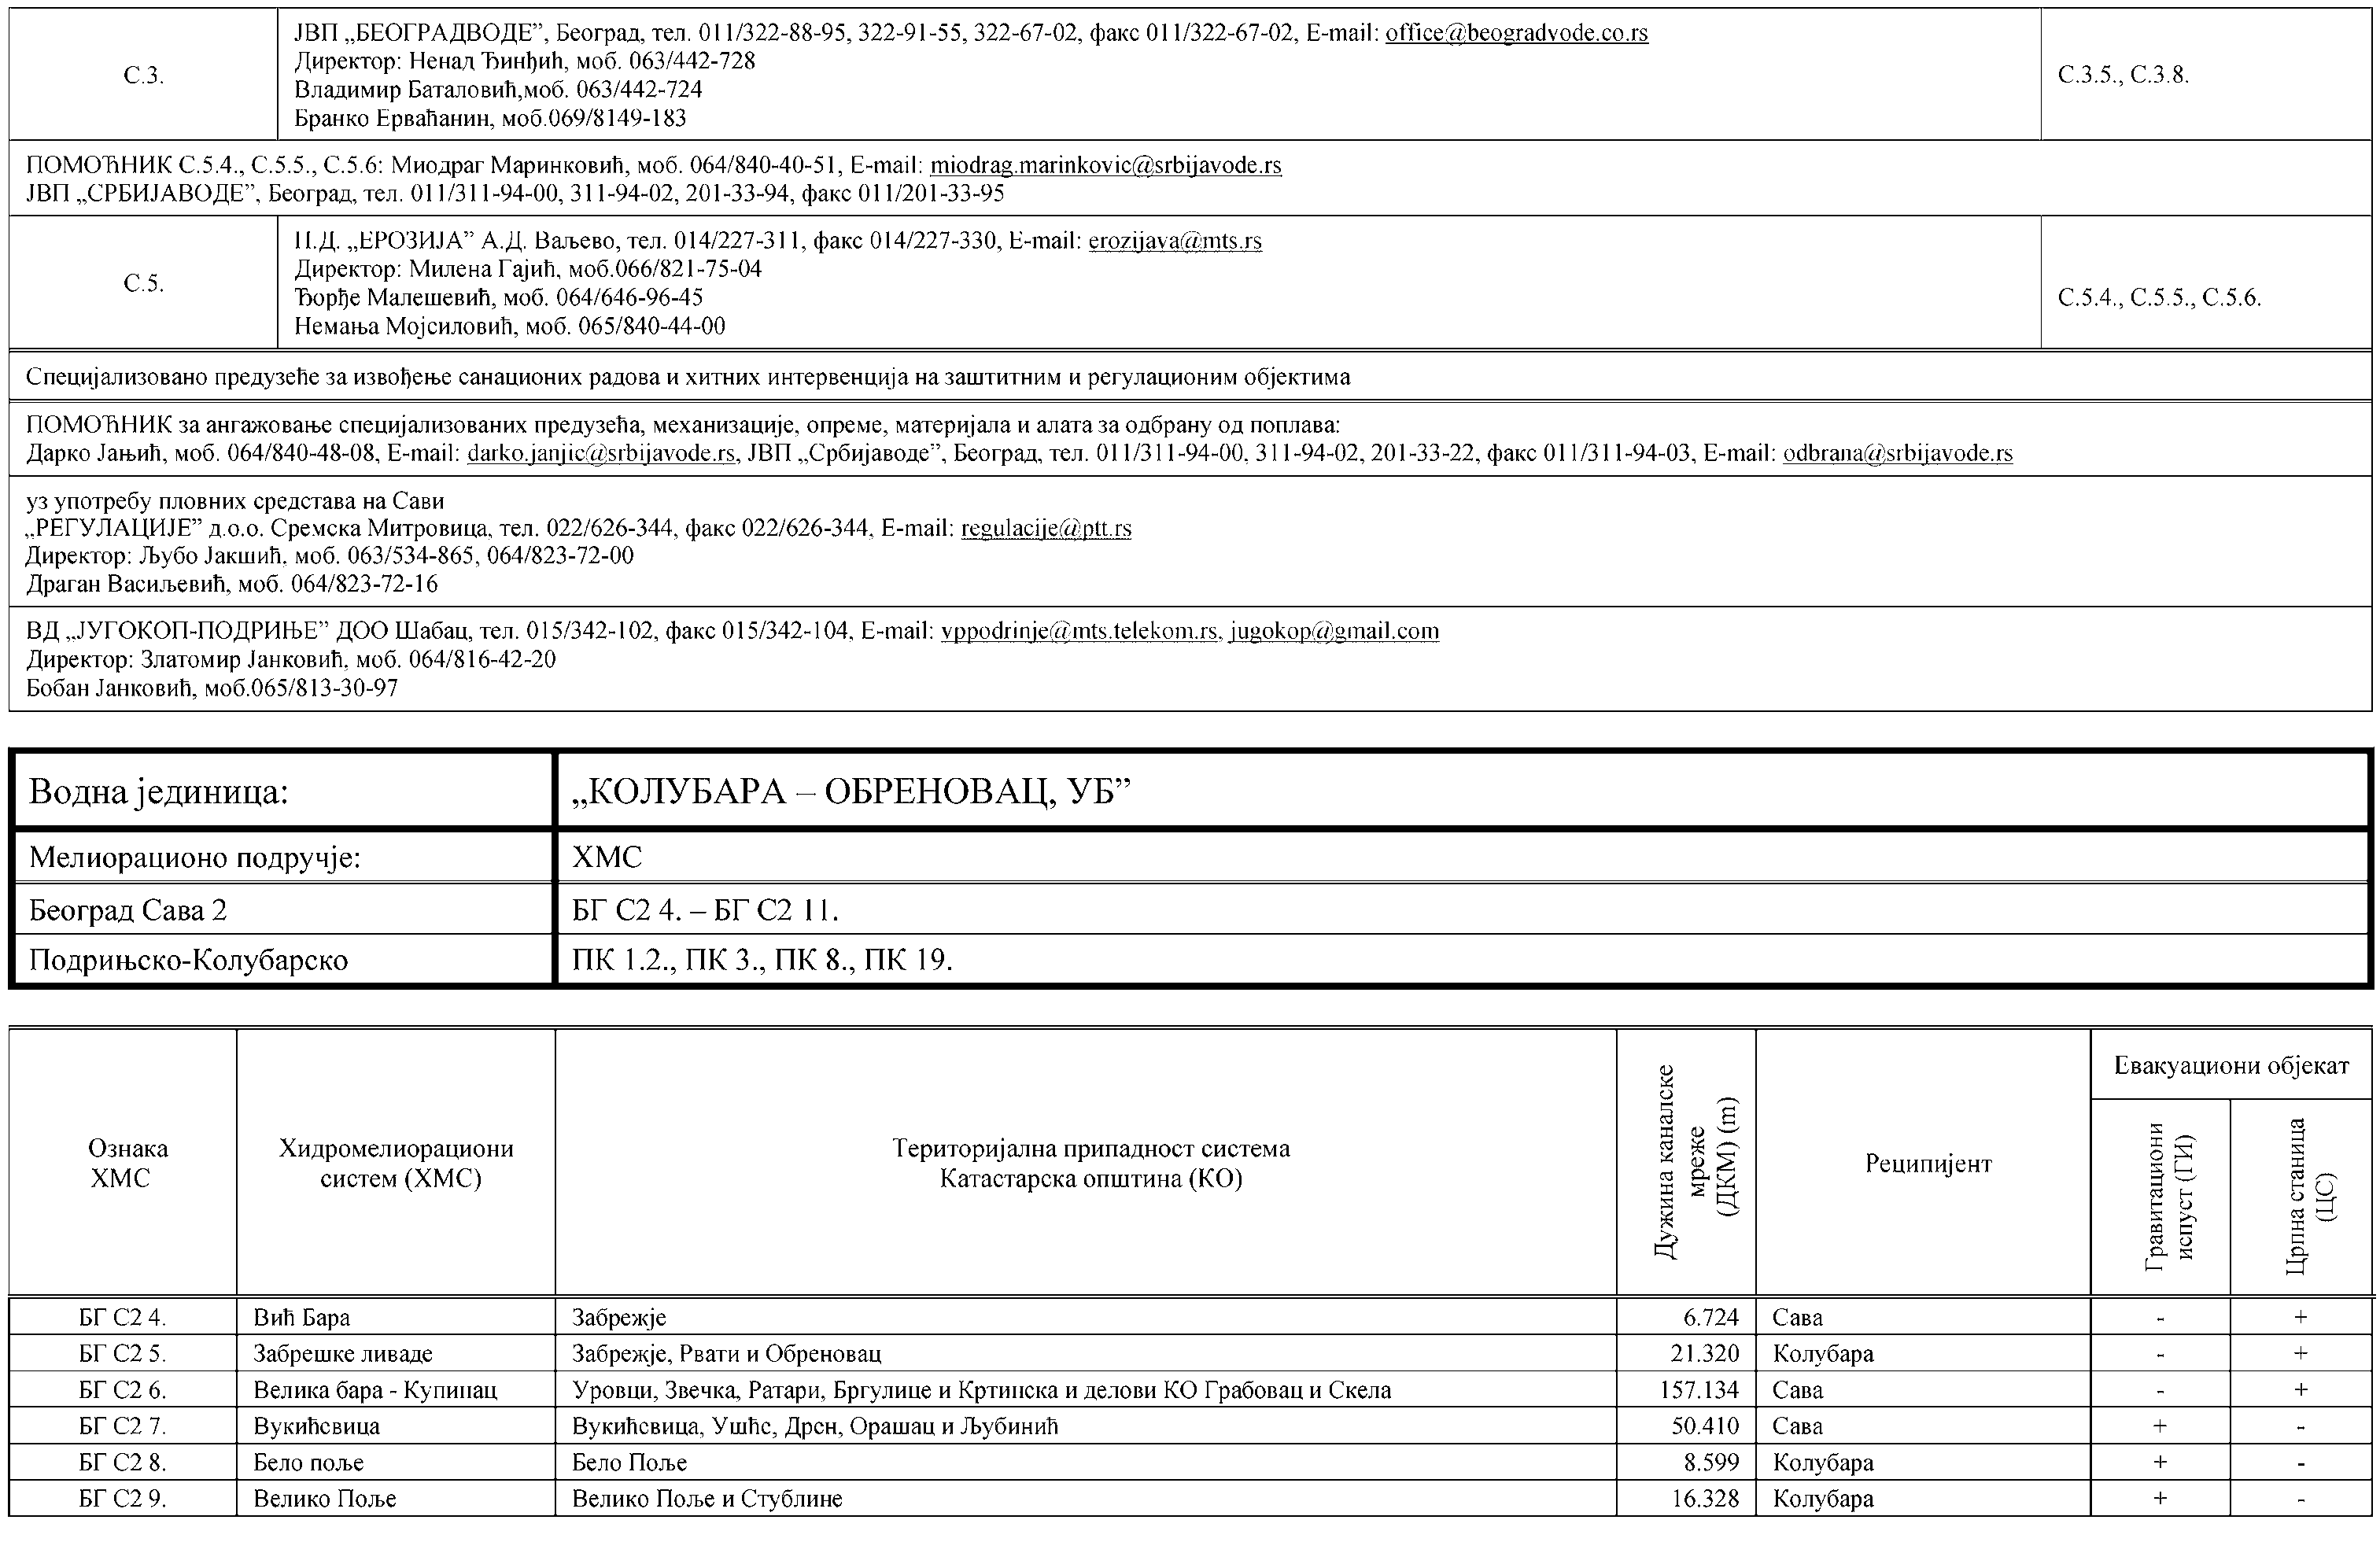 С.3.
ЈВП „БЕОГРАДВОДЕ”, Београд, тел. 011/322-88-95, 322-91-55, 322-67-02, факс 011/322-67-02, E-mail: office@beogradvode.co.rs
Директор: Ненад Ђинђић, моб. 063/442-728
Владимир Баталовић,моб. 063/442-724
Бранко Ерваћанин, моб.069/8149-183
С.3.5., С.3.8.
ПОМОЋНИК С.5.4., С.5.5., С.5.6: Миодраг Маринковић, моб. 064/840-40-51, E-mail: miodrag.marinkovic@srbijavode.rs
ЈВП „СРБИЈАВОДЕ”, Београд, тел. 011/311-94-00, 311-94-02, 201-33-94, факс 011/201-33-95
С.5.
П.Д. „ЕРОЗИЈА” А.Д. Ваљево, тел. 014/227-311, факс 014/227-330, E-mail: erozijava@mts.rs
Директор: Милена Гајић, моб.066/821-75-04
Ђорђе Малешевић, моб. 064/646-96-45
Немања Мојсиловић, моб. 065/840-44-00
С.5.4., С.5.5., С.5.6.
Специјализовано предузеће за извођење санационих радова и хитних интервенција на заштитним и регулационим објектима
ПОМОЋНИК за ангажовање специјализованих предузећа, механизације, опреме, материјала и алата за одбрану од поплава:
Дарко Јањић, моб. 064/840-48-08, E-mail: darko.janjic@srbijavode.rs, ЈВП „Србијаводе”, Београд, тел. 011/311-94-00, 311-94-02, 201-33-22, факс 011/311-94-03, E-mail: odbrana@srbijavode.rs
уз употребу пловних средстава на Сави
„РЕГУЛАЦИЈЕ” д.о.о. Сремска Митровица, тел. 022/626-344, факс 022/626-344, E-mail: regulacije@ptt.rs
Директор: Љубо Јакшић, моб. 063/534-865, 064/823-72-00
Драган Васиљевић, моб. 064/823-72-16
ВД „ЈУГОКОП-ПОДРИЊЕ” ДОО Шабац, тел. 015/342-102, факс 015/342-104, E-mail: vppodrinje@mts.telekom.rs, jugokop@gmail.com
Директор: Златомир Јанковић, моб. 064/816-42-20
Бобан Јанковић, моб.065/813-30-97
Водна јединица: „КОЛУБАРА – ОБРЕНОВАЦ, УБ”
Мелиорационо подручје: ХМС
Београд Сава 2 БГ С2 4. – БГ С2 11.
Подрињско-Колубарско ПК 1.2., ПК 3., ПК 8., ПК 19.
Ознака
ХМС
Хидромелиорациони
систем (ХМС)
Територијална припадност система
Катастарска општина (КО)
Дужина каналске
мреже
(ДКМ) (m)
Реципијент
Евакуациони објекат
Гравитациони
испуст (ГИ)
Црпна станица
(ЦС)
БГ С2 4. Вић Бара Забрежје 6.724 Сава - +
БГ С2 5. Забрешке ливаде Забрежје, Рвати и Обреновац 21.320 Колубара - +
БГ С2 6. Велика бара - Купинац Уровци, Звечка, Ратари, Бргулице и Кртинска и делови КО Грабовац и Скела 157.134 Сава - +
БГ С2 7. Вукићевица Вукићевица, Ушће, Дрен, Орашац и Љубинић 50.410 Сава + -
БГ С2 8. Бело поље Бело Поље 8.599 Колубара + -
БГ С2 9. Велико Поље Велико Поље и Стублине 16.328 Колубара + -